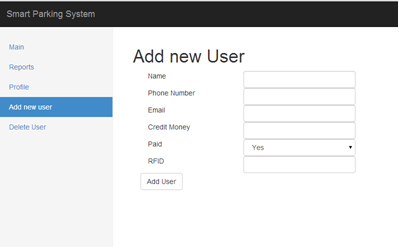 Smart Parking System
Main
Reports
Profile
Add new user
Delete User
Add new User
Name
Phone Number
Email
Credit Money
Paid
Yes
RFID
Add User